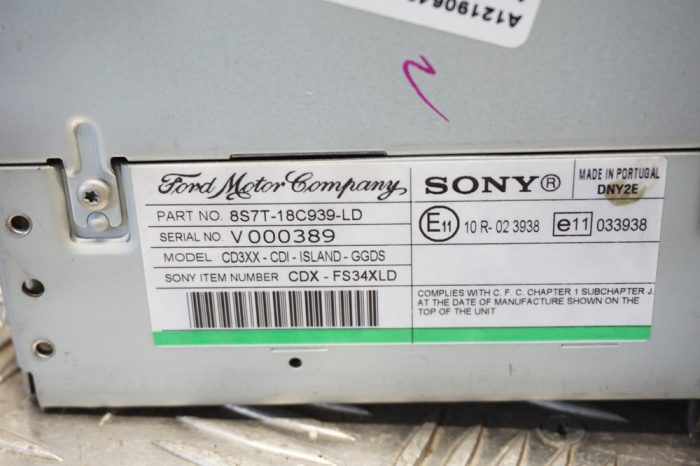 Ford Motor Company
PART NO. 8S7T-18C939-LD
SERIAL NO. V000389
MODEL CD3XX - CDI - ISLAND - GGDS
SONY ITEM NUMBER CDX - FS34XLD
SONY®
MADE IN PORTUGAL
DNY2E
E11 10 R- 02 3938 e11 033938
COMPLIES WITH C. F. C. CHAPTER 1 SUBCHAPTER J.
AT THE DATE OF MANUFACTURE SHOWN ON THE
TOP OF THE UNIT